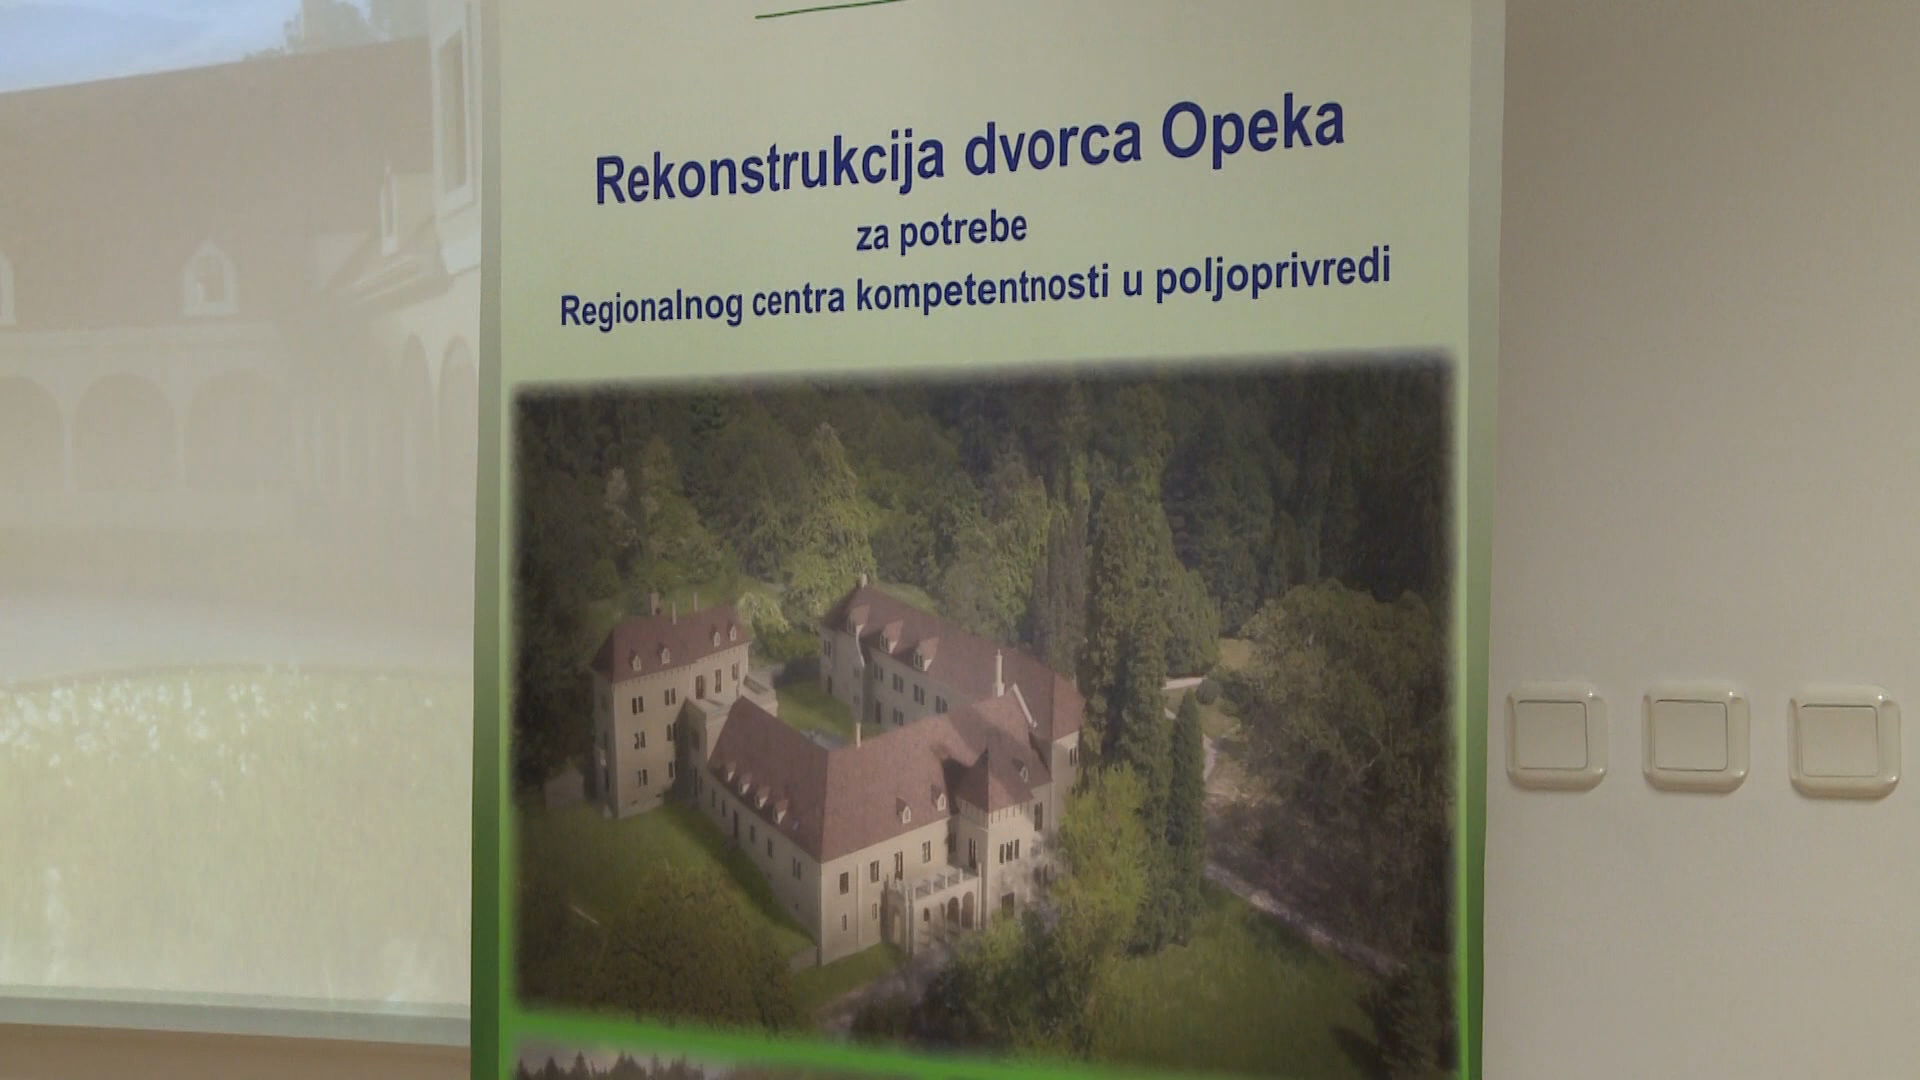 Rekonstrukcija dvorca Opeka
za potrebe
Regionalnog centra kompetentnosti u poljoprivredi